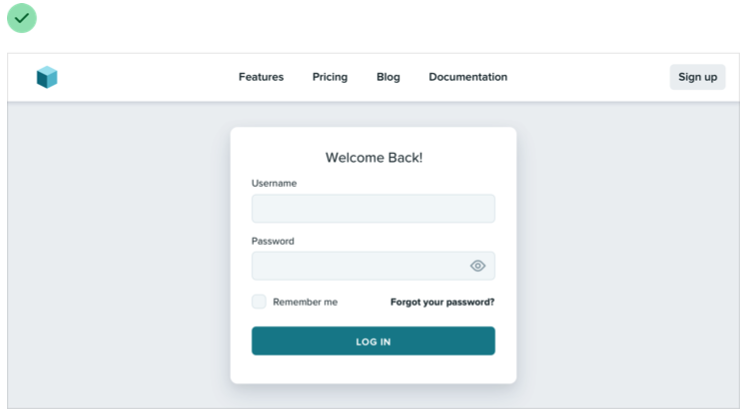 Features Pricing Blog Documentation Sign up
Welcome Back!
Username
Password
Remember me Forgot your password?
LOG IN